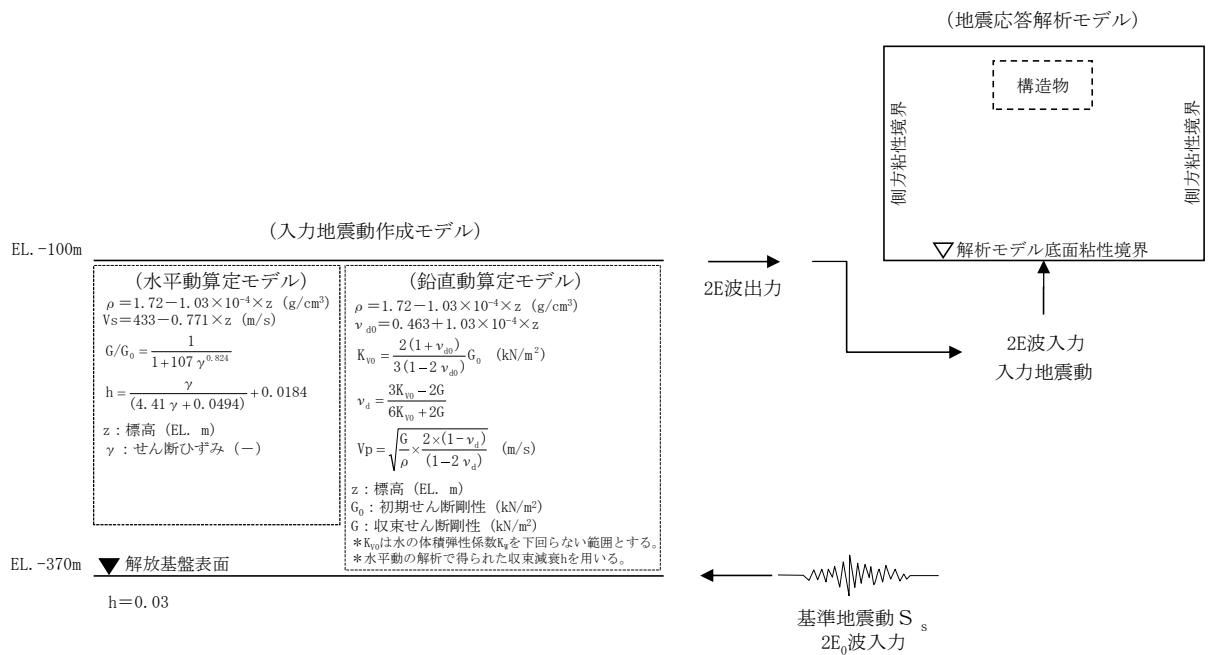 (地震応答解析モデル)
構造物
側方粘性境界
側方粘性境界
▽解析モデル底面粘性境界
2E波入力
入力地震動
2E波出力
(入力地震動作成モデル)
EL.-100m
(水平動算定モデル)
ρ=1.72-1.03×10⁻⁴×z (g/cm³)
Vs=433-0.771×z (m/s)
G/G₀=1/(1+107γ^0.824)
h=γ/(4.41γ+0.0494)+0.0184
z:標高(EL. m)
γ:せん断ひずみ(-)
(鉛直動算定モデル)
ρ=1.72-1.03×10⁻⁴×z (g/cm³)
ν_d0=0.463+1.03×10⁻⁴×z
K_V0=2(1+ν_d0)/3(1-2ν_d0) G₀ (kN/m²)
ν_d=(3K_V0-2G)/(6K_V0+2G)
Vp=√(G/ρ×2×(1-ν_d)/(1-2ν_d)) (m/s)
z:標高(EL. m)
G₀:初期せん断剛性(kN/m²)
G:収束せん断剛性(kN/m²)
*K_V0は水の体積弾性係数K_Wを下回らない範囲とする。
*水平動の解析で得られた収束減衰hを用いる。
EL.-370m
▼解放基盤表面
h=0.03
基準地震動Ss
2E₀波入力